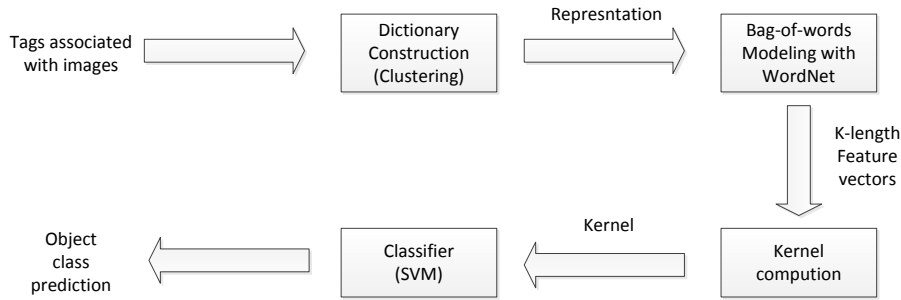 Tags associated
with images
Dictionary
Construction
(Clustering)
Represntation
Bag-of-words
Modeling with
WordNet
K-length
Feature
vectors
Kernel
compution
Kernel
Classifier
(SVM)
Object
class
prediction